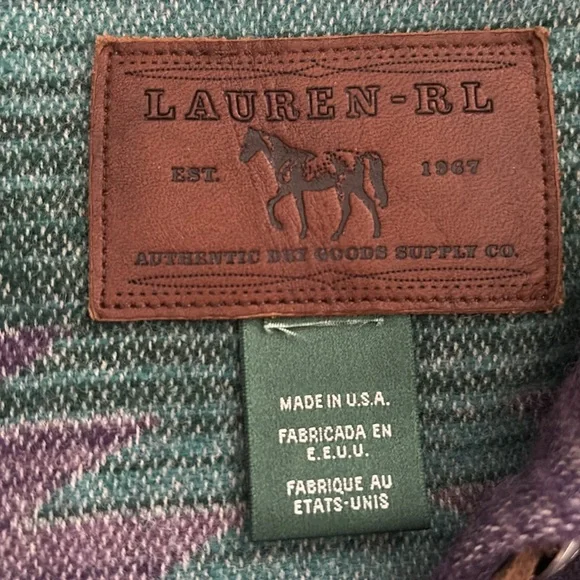 LAUREN-RL
EST. 1967
AUTHENTIC DRY GOODS SUPPLY CO.
MADE IN U.S.A.
FABRICADA EN
E.E.U.U.
FABRIQUE AU
ETATS-UNIS